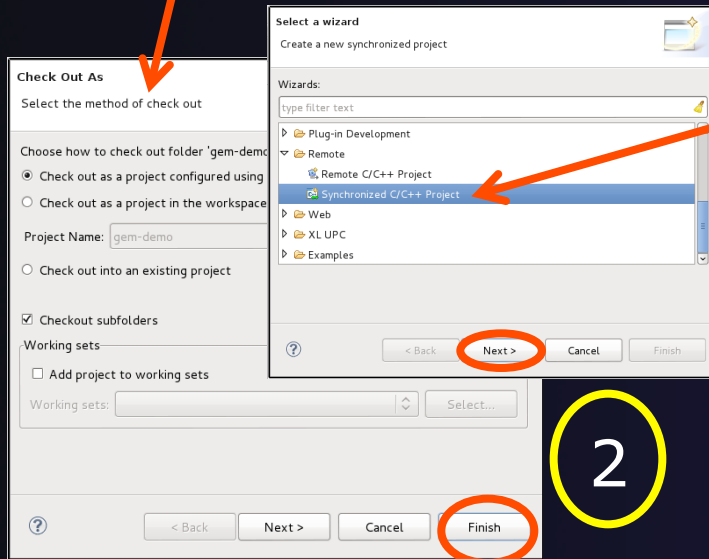 Check Out As
Select the method of check out
Choose how to check out folder 'gem-demo
Check out as a project configured using
Check out as a project in the workspace
Project Name: gem-demo
Check out into an existing project
Checkout subfolders
Working sets
Add project to working sets
Working sets:
Select...
?
< Back
Next >
Cancel
Finish
Select a wizard
Create a new synchronized project
Wizards:
type filter text
Plug-in Development
Remote
Remote C/C++ Project
Synchronized C/C++ Project
Web
XL UPC
Examples
?
< Back
Next >
Cancel
Finish
2